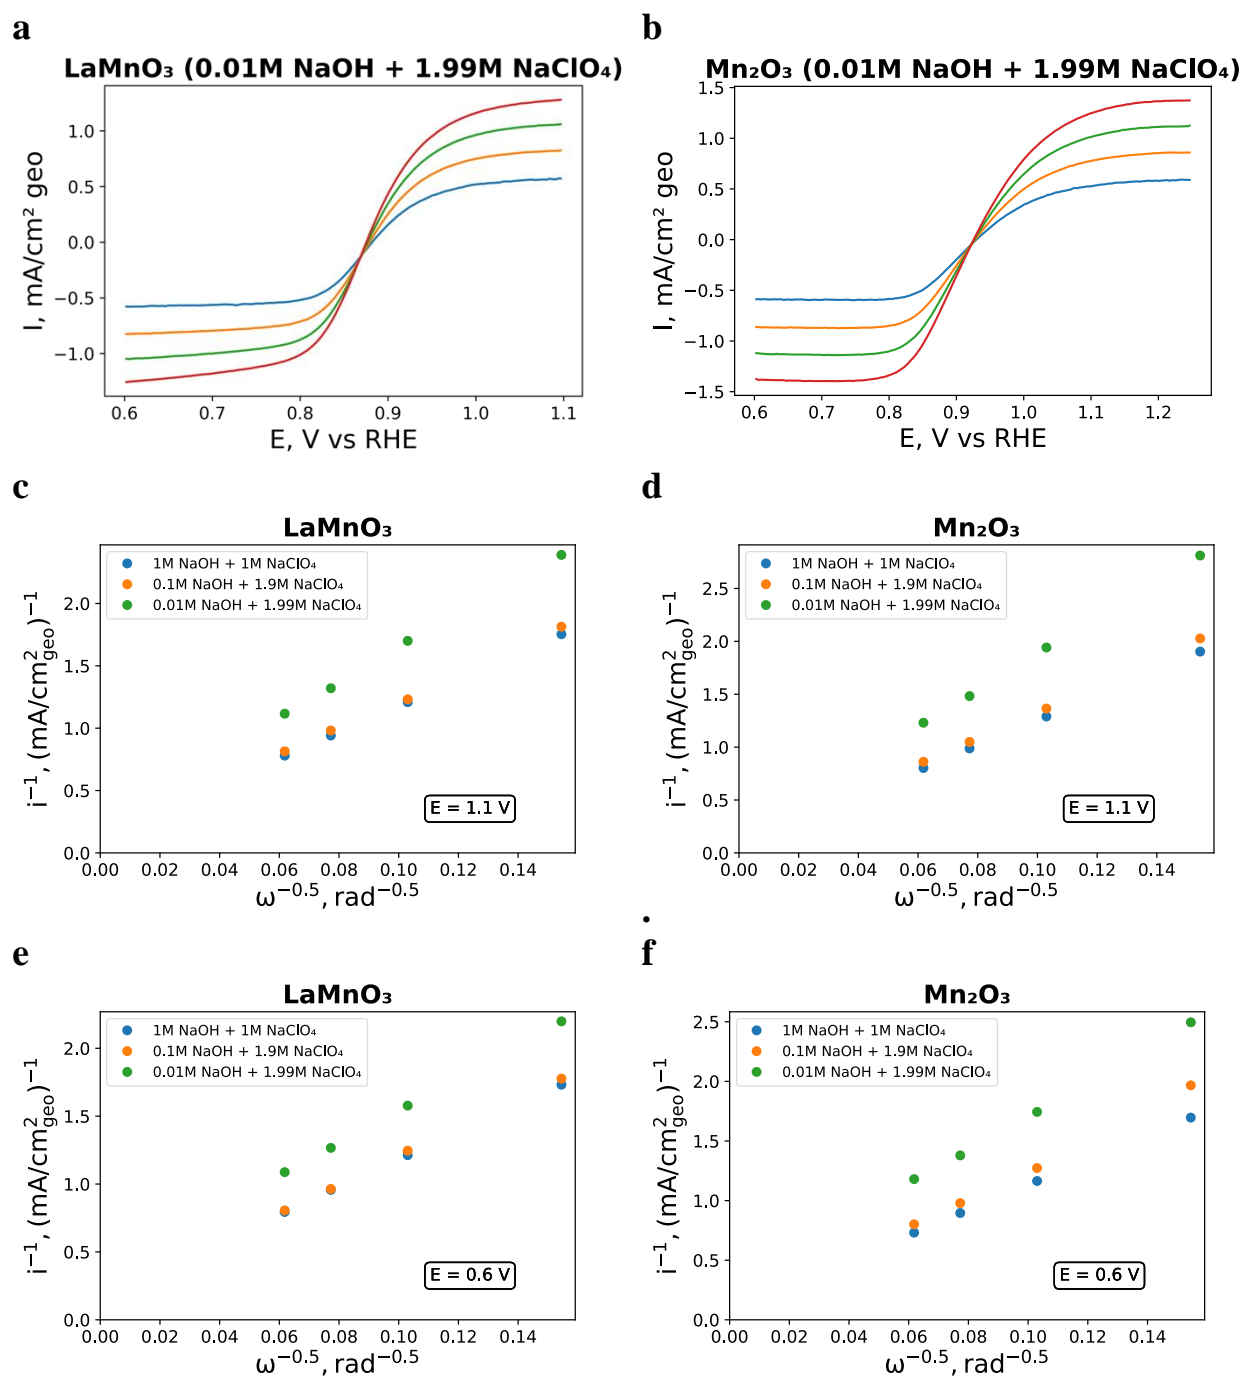 a
LaMnO₃ (0.01M NaOH + 1.99M NaClO₄)
1.0
0.5
0.0
−0.5
−1.0
I, mA/cm² geo
0.6 0.7 0.8 0.9 1.0 1.1
E, V vs RHE
b
Mn₂O₃ (0.01M NaOH + 1.99M NaClO₄)
1.5
1.0
0.5
0.0
−0.5
−1.0
−1.5
I, mA/cm² geo
0.6 0.7 0.8 0.9 1.0 1.1 1.2
E, V vs RHE
c
LaMnO₃
1M NaOH + 1M NaClO₄
0.1M NaOH + 1.9M NaClO₄
0.01M NaOH + 1.99M NaClO₄
2.0
1.5
1.0
0.5
0.0
i⁻¹, (mA/cm²geo)⁻¹
E = 1.1 V
0.00 0.02 0.04 0.06 0.08 0.10 0.12 0.14
ω⁻⁰·⁵, rad⁻⁰·⁵
d
Mn₂O₃
1M NaOH + 1M NaClO₄
0.1M NaOH + 1.9M NaClO₄
0.01M NaOH + 1.99M NaClO₄
2.5
2.0
1.5
1.0
0.5
0.0
i⁻¹, (mA/cm²geo)⁻¹
E = 1.1 V
0.00 0.02 0.04 0.06 0.08 0.10 0.12 0.14
ω⁻⁰·⁵, rad⁻⁰·⁵
.
e
LaMnO₃
1M NaOH + 1M NaClO₄
0.1M NaOH + 1.9M NaClO₄
0.01M NaOH + 1.99M NaClO₄
2.0
1.5
1.0
0.5
0.0
i⁻¹, (mA/cm²geo)⁻¹
E = 0.6 V
0.00 0.02 0.04 0.06 0.08 0.10 0.12 0.14
ω⁻⁰·⁵, rad⁻⁰·⁵
f
Mn₂O₃
1M NaOH + 1M NaClO₄
0.1M NaOH + 1.9M NaClO₄
0.01M NaOH + 1.99M NaClO₄
2.5
2.0
1.5
1.0
0.5
0.0
i⁻¹, (mA/cm²geo)⁻¹
E = 0.6 V
0.00 0.02 0.04 0.06 0.08 0.10 0.12 0.14
ω⁻⁰·⁵, rad⁻⁰·⁵